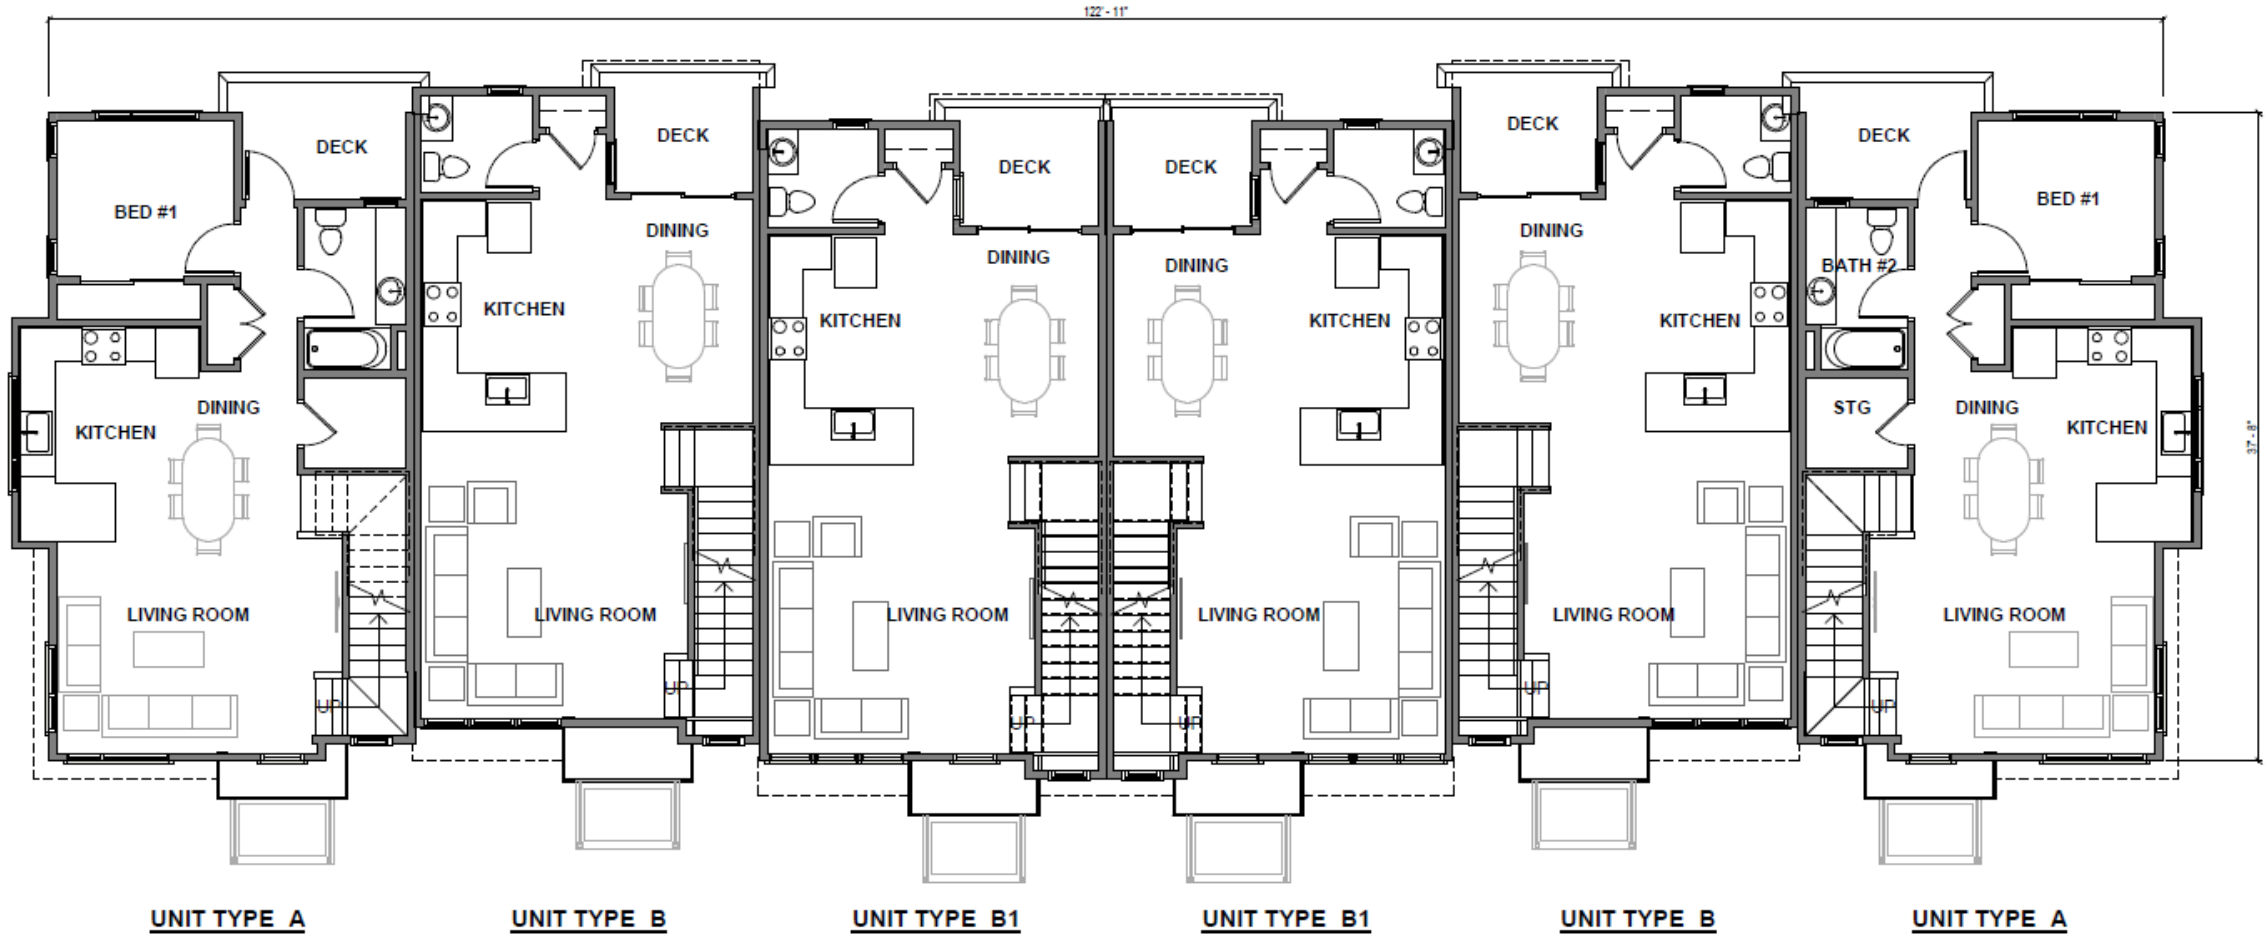 122' - 11"
DECK
BED #1
DINING
KITCHEN
LIVING ROOM
UP
DECK
DINING
KITCHEN
LIVING ROOM
UP
DECK
DINING
KITCHEN
LIVING ROOM
UP
DECK
DINING
KITCHEN
LIVING ROOM
UP
DECK
DINING
KITCHEN
LIVING ROOM
UP
DECK
BED #1
BATH #2
STG
DINING
KITCHEN
LIVING ROOM
UP
37' - 8"
UNIT TYPE A
UNIT TYPE B
UNIT TYPE B1
UNIT TYPE B1
UNIT TYPE B
UNIT TYPE A